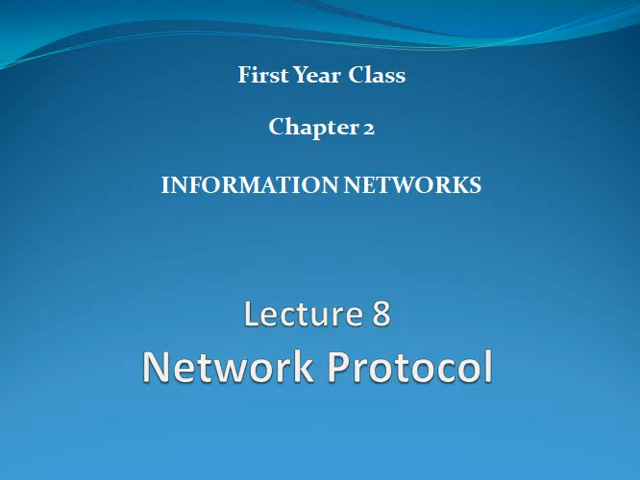 First Year Class
Chapter 2
INFORMATION NETWORKS
Lecture 8
Network Protocol